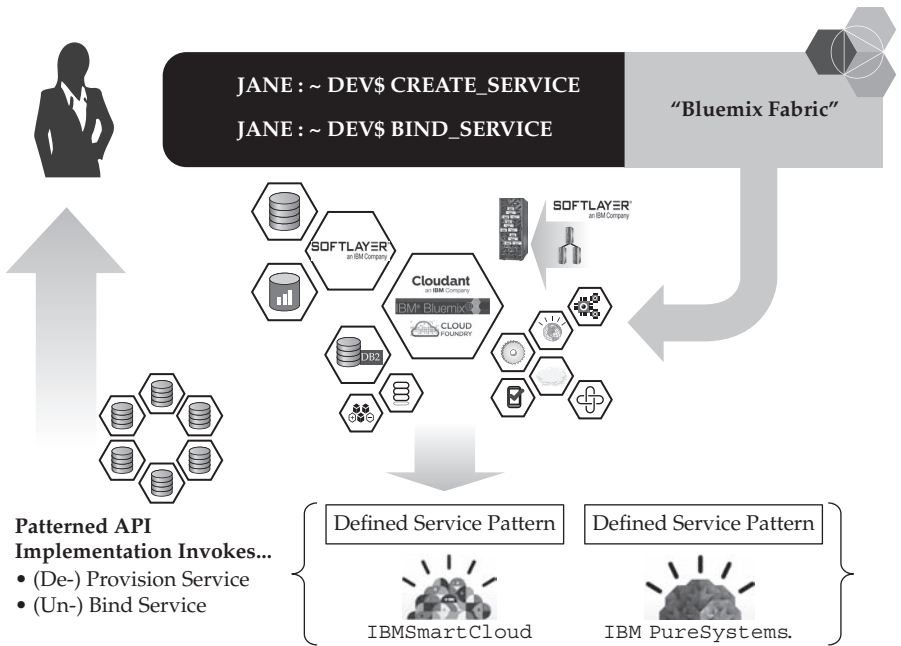 JANE : ~ DEV$ CREATE_SERVICE
JANE : ~ DEV$ BIND_SERVICE
“Bluemix Fabric”
SOFTLAYER®
an IBM Company
SOFTLAYER®
an IBM Company
Cloudant
an IBM Company
IBM® Bluemix™
CLOUD
FOUNDRY
DB2
Patterned API
Implementation Invokes...
• (De-) Provision Service
• (Un-) Bind Service
Defined Service Pattern
IBMSmartCloud
Defined Service Pattern
IBM PureSystems.